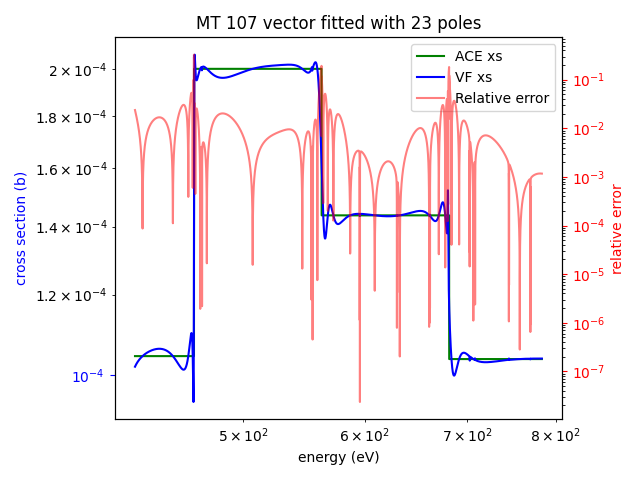 MT 107 vector fitted with 23 poles
ACE xs
VF xs
Relative error
cross section (b)
2 × 10⁻⁴
1.8 × 10⁻⁴
1.6 × 10⁻⁴
1.4 × 10⁻⁴
1.2 × 10⁻⁴
10⁻⁴
10⁻¹
10⁻²
10⁻³
10⁻⁴
10⁻⁵
10⁻⁶
10⁻⁷
relative error
5 × 10² 6 × 10² 7 × 10² 8 × 10²
energy (eV)